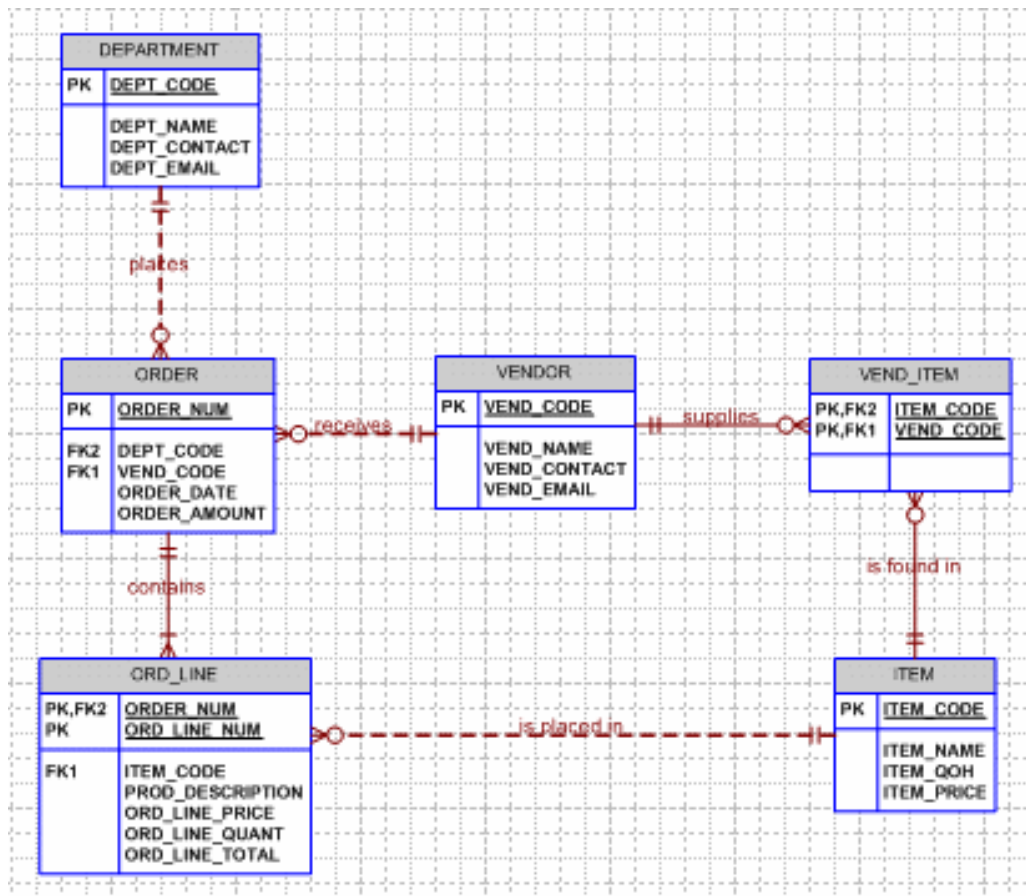 DEPARTMENT
PK DEPT_CODE
DEPT_NAME
DEPT_CONTACT
DEPT_EMAIL
places
ORDER
PK ORDER_NUM
FK2 DEPT_CODE
FK1 VEND_CODE
ORDER_DATE
ORDER_AMOUNT
receives
VENDOR
PK VEND_CODE
VEND_NAME
VEND_CONTACT
VEND_EMAIL
supplies
VEND_ITEM
PK,FK2 ITEM_CODE
PK,FK1 VEND_CODE
contains
is found in
ORD_LINE
PK,FK2 ORDER_NUM
PK ORD_LINE_NUM
FK1 ITEM_CODE
PROD_DESCRIPTION
ORD_LINE_PRICE
ORD_LINE_QUANT
ORD_LINE_TOTAL
is placed in
ITEM
PK ITEM_CODE
ITEM_NAME
ITEM_QOH
ITEM_PRICE